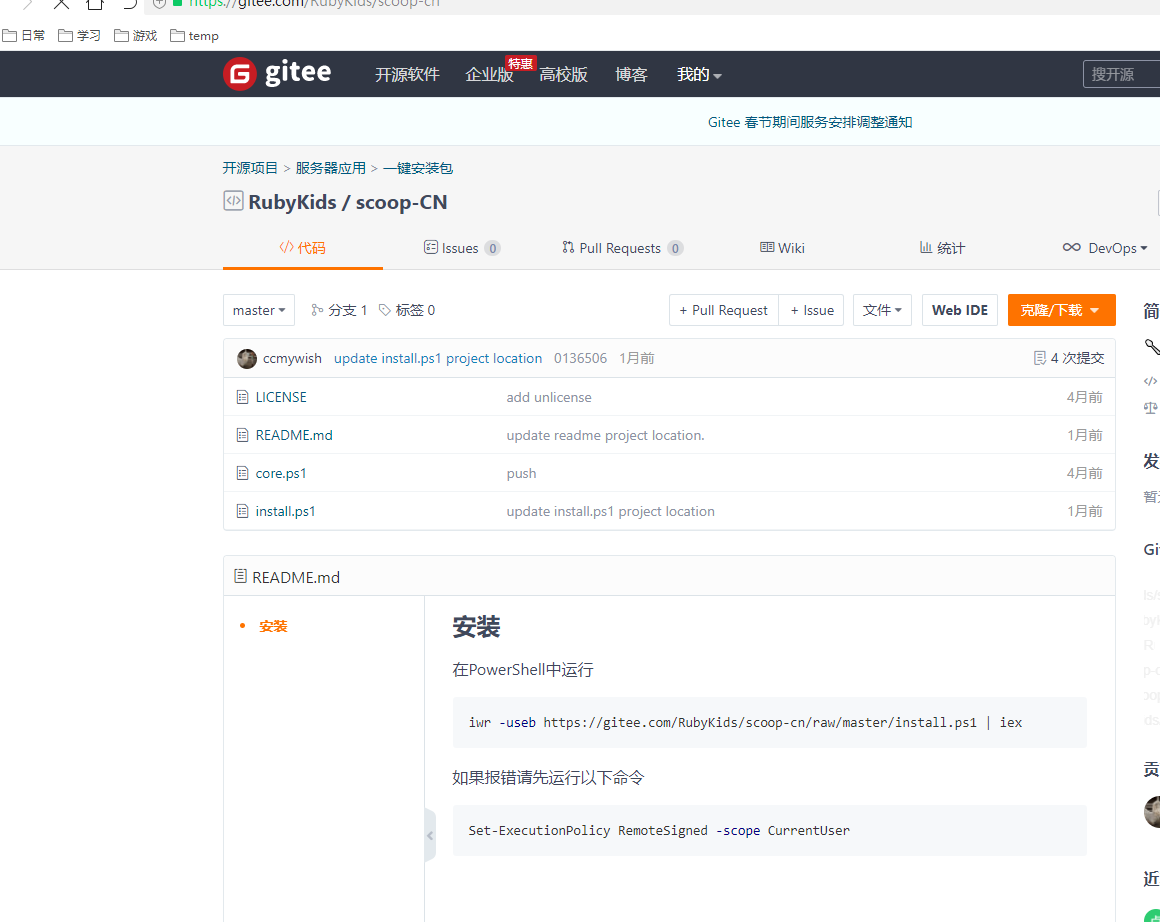 https://gitee.com/RubyKids/scoop-cn
日常 学习 游戏 temp
gitee 开源软件 企业版 特惠 高校版 博客 我的 搜开源
Gitee 春节期间服务安排调整通知
开源项目 > 服务器应用 > 一键安装包
RubyKids / scoop-CN
代码 Issues 0 Pull Requests 0 Wiki 统计 DevOps
master 分支 1 标签 0 + Pull Request + Issue 文件 Web IDE 克隆/下载
ccmywish update install.ps1 project location 0136506 1月前 4 次提交
LICENSE add unlicense 4月前
README.md update readme project location. 1月前
core.ps1 push 4月前
install.ps1 update install.ps1 project location 1月前
README.md
安装
安装
在PowerShell中运行
iwr -useb https://gitee.com/RubyKids/scoop-cn/raw/master/install.ps1 | iex
如果报错请先运行以下命令
Set-ExecutionPolicy RemoteSigned -scope CurrentUser
简
发
贡
近